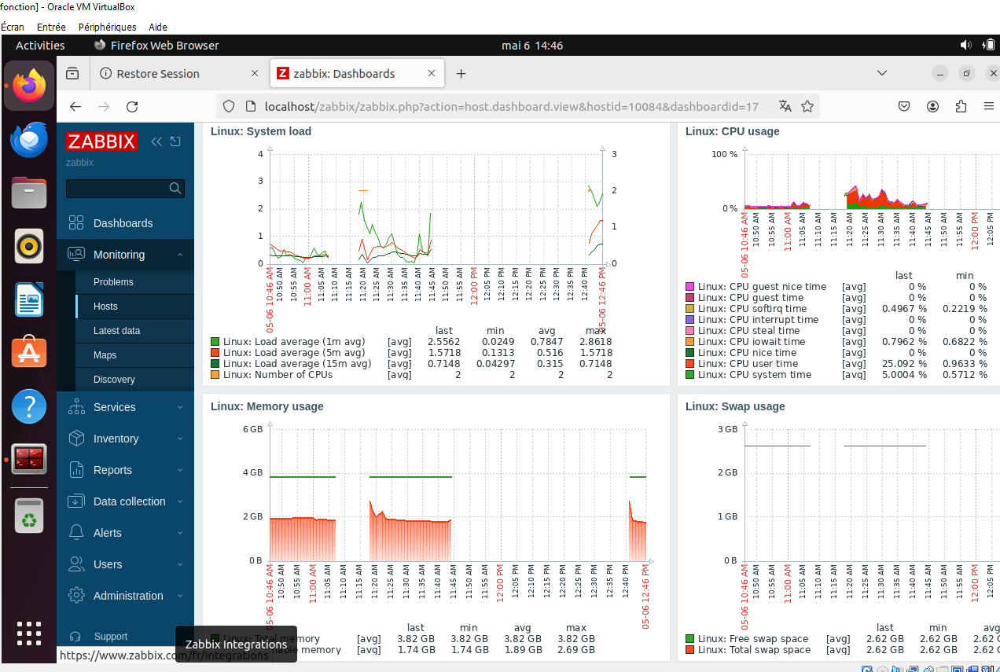 fonction] - Oracle VM VirtualBox
Écran Entrée Périphériques Aide
Activities Firefox Web Browser mai 6 14:46
Restore Session × zabbix: Dashboards × +
localhost/zabbix/zabbix.php?action=host.dashboard.view&hostid=10084&dashboardid=17
ZABBIX
zabbix
Dashboards
Monitoring
Problems
Hosts
Latest data
Maps
Discovery
Services
Inventory
Reports
Data collection
Alerts
Users
Administration
Support
Zabbix Integrations
https://www.zabbix.com/fr/integrations
Linux: System load
4 3 2 1 0
3 2 1 0
05-06 10:46 AM 10:50 AM 10:55 AM 11:00 AM 11:05 AM 11:10 AM 11:15 AM 11:20 AM 11:25 AM 11:30 AM 11:35 AM 11:40 AM 11:45 AM 11:50 AM 11:55 AM 12:00 PM 12:05 PM 12:10 PM 12:15 PM 12:20 PM 12:25 PM 12:30 PM 12:35 PM 12:40 PM 05-06 12:46 PM
last min avg max
Linux: Load average (1m avg) [avg] 2.5562 0.0249 0.7847 2.8618
Linux: Load average (5m avg) [avg] 1.5718 0.1313 0.516 1.5718
Linux: Load average (15m avg) [avg] 0.7148 0.04297 0.315 0.7148
Linux: Number of CPUs [avg] 2 2 2 2
Linux: CPU usage
100 %
0 %
05-06 10:46 AM 10:50 AM 10:55 AM 11:00 AM 11:05 AM 11:10 AM 11:15 AM 11:20 AM 11:25 AM 11:30 AM 11:35 AM 11:40 AM 11:45 AM 11:50 AM 11:55 AM 12:00 PM 12:05 PM
last min
Linux: CPU guest nice time [avg] 0 % 0 %
Linux: CPU guest time [avg] 0 % 0 %
Linux: CPU softirq time [avg] 0.4967 % 0.2219 %
Linux: CPU interrupt time [avg] 0 % 0 %
Linux: CPU steal time [avg] 0 % 0 %
Linux: CPU iowait time [avg] 0.7962 % 0.6822 %
Linux: CPU nice time [avg] 0 % 0 %
Linux: CPU user time [avg] 25.092 % 0.9633 %
Linux: CPU system time [avg] 5.0004 % 0.5712 %
Linux: Memory usage
6 GB
4 GB
2 GB
0 B
05-06 10:46 AM 10:50 AM 10:55 AM 11:00 AM 11:05 AM 11:10 AM 11:15 AM 11:20 AM 11:25 AM 11:30 AM 11:35 AM 11:40 AM 11:45 AM 11:50 AM 11:55 AM 12:00 PM 12:05 PM 12:10 PM 12:15 PM 12:20 PM 12:25 PM 12:30 PM 12:35 PM 12:40 PM 05-06 12:46 PM
last min avg max
Linux: Total memory [avg] 3.82 GB 3.82 GB 3.82 GB 3.82 GB
memory [avg] 1.74 GB 1.74 GB 1.89 GB 2.69 GB
Linux: Swap usage
3 GB
2 GB
1 GB
0 B
05-06 10:46 AM 10:50 AM 10:55 AM 11:00 AM 11:05 AM 11:10 AM 11:15 AM 11:20 AM 11:25 AM 11:30 AM 11:35 AM 11:40 AM 11:45 AM 11:50 AM 11:55 AM 12:00 PM 12:05 PM
last min avg
Linux: Free swap space [avg] 2.62 GB 2.62 GB 2.62 G
Linux: Total swap space [avg] 2.62 GB 2.62 GB 2.62 G